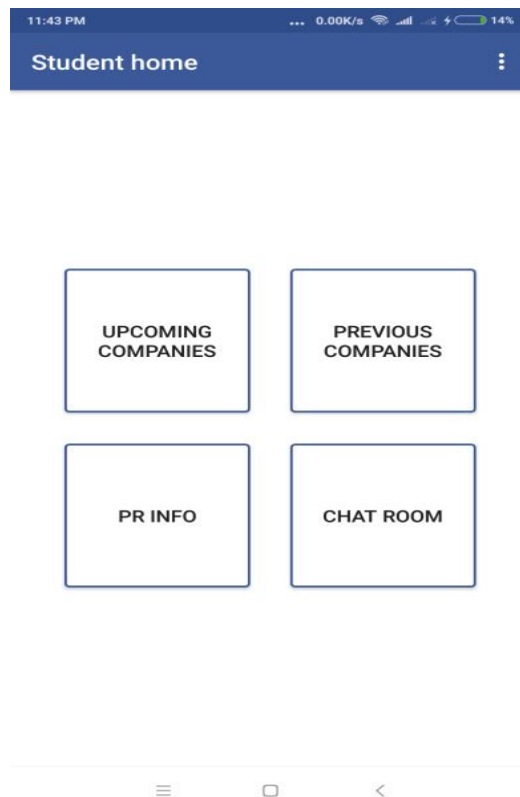 11:43 PM ... 0.00K/s 14%
Student home
UPCOMING
COMPANIES
PREVIOUS
COMPANIES
PR INFO
CHAT ROOM